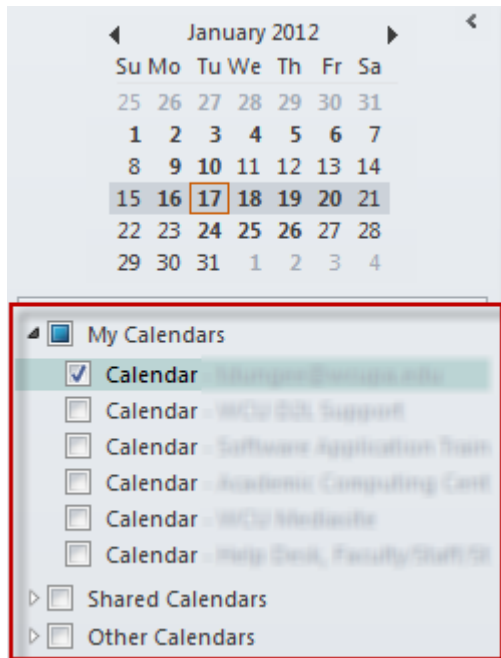 January 2012
Su Mo Tu We Th Fr Sa
25 26 27 28 29 30 31
1 2 3 4 5 6 7
8 9 10 11 12 13 14
15 16 17 18 19 20 21
22 23 24 25 26 27 28
29 30 31 1 2 3 4
My Calendars
Calendar
Calendar -
Calendar -
Calendar -
Calendar -
Calendar -
Shared Calendars
Other Calendars